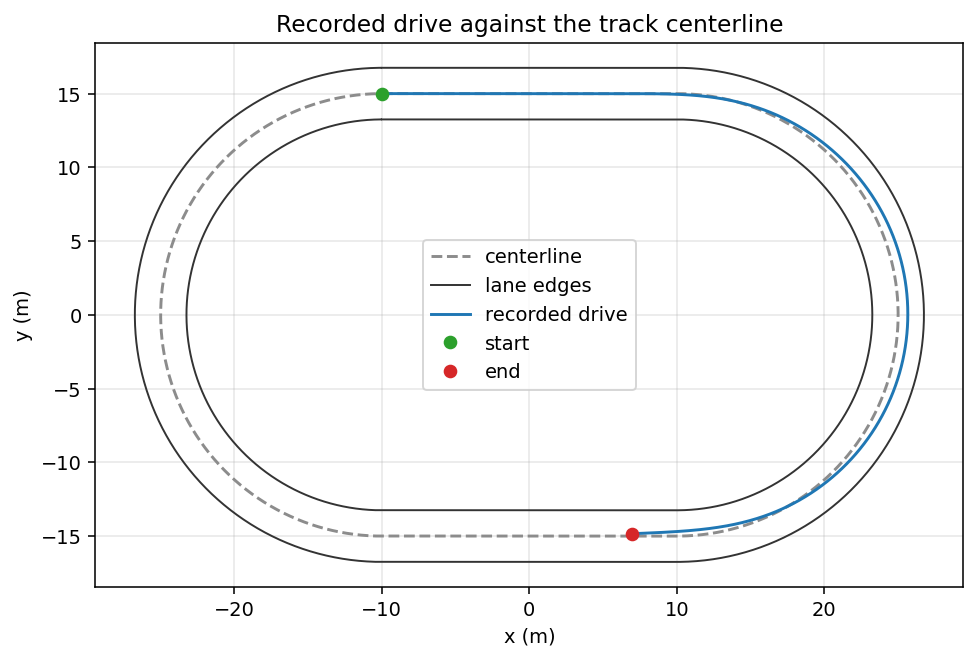 Recorded drive against the track centerline
y (m)
15
10
5
0
−5
−10
−15
centerline
lane edges
recorded drive
start
end
−20
−10
0
10
20
x (m)